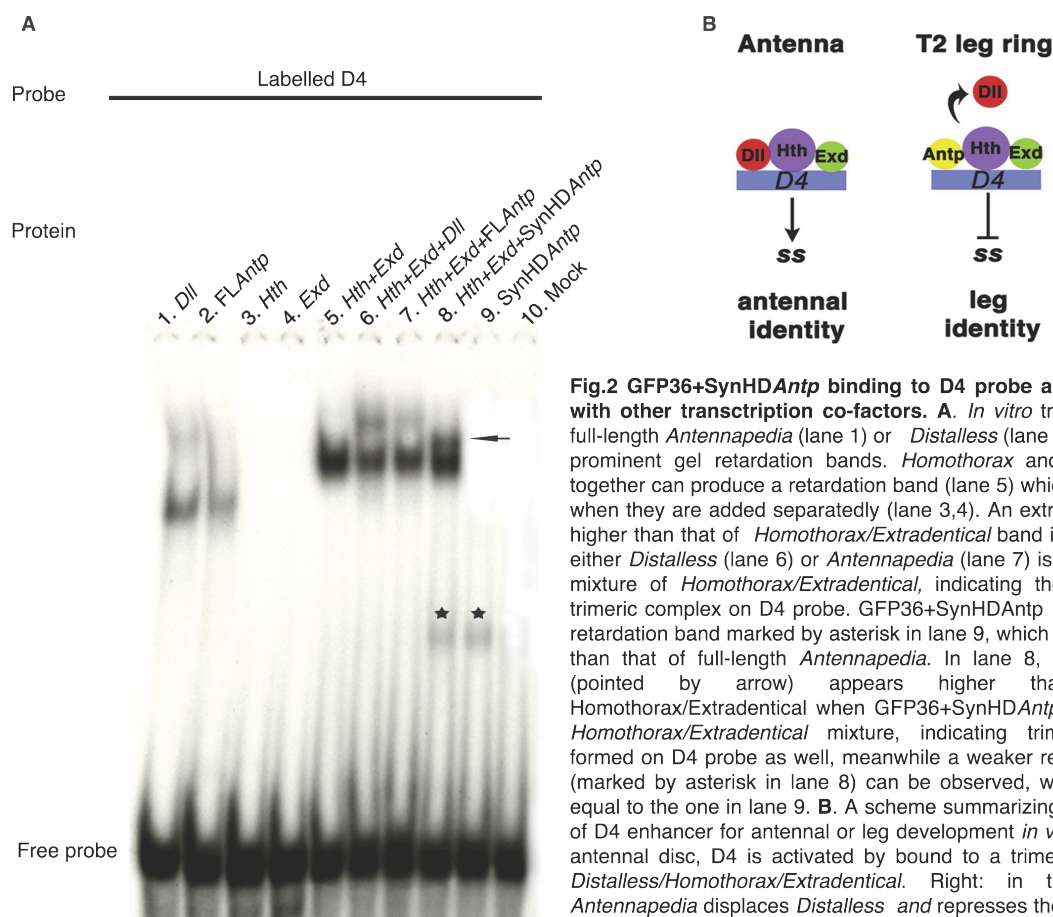 A
Labelled D4
Probe
Protein
1. Dll
2. FLAntp
3. Hth
4. Exd
5. Hth+Exd
6. Hth+Exd+Dll
7. Hth+Exd+FLAntp
8. Hth+Exd+SynHDAntp
9. SynHDAntp
10. Mock
Free probe
B
Antenna
Dll
Hth
Exd
D4
ss
antennal
identity
T2 leg ring
Dll
Antp
Hth
Exd
D4
ss
leg
identity
Fig.2 GFP36+SynHDAntp binding to D4 probe a
with other transctription co-factors. A. In vitro tr
full-length Antennapedia (lane 1) or Distalless (lane
prominent gel retardation bands. Homothorax and
together can produce a retardation band (lane 5) whic
when they are added separatedly (lane 3,4). An extr
higher than that of Homothorax/Extradentical band i
either Distalless (lane 6) or Antennapedia (lane 7) is
mixture of Homothorax/Extradentical, indicating the
trimeric complex on D4 probe. GFP36+SynHDAntp
retardation band marked by asterisk in lane 9, which
than that of full-length Antennapedia. In lane 8,
(pointed by arrow) appears higher tha
Homothorax/Extradentical when GFP36+SynHDAntp
Homothorax/Extradentical mixture, indicating trim
formed on D4 probe as well, meanwhile a weaker re
(marked by asterisk in lane 8) can be observed, w
equal to the one in lane 9. B. A scheme summarizing
of D4 enhancer for antennal or leg development in v
antennal disc, D4 is activated by bound to a trime
Distalless/Homothorax/Extradentical. Right: in t
Antennapedia displaces Distalless and represses the